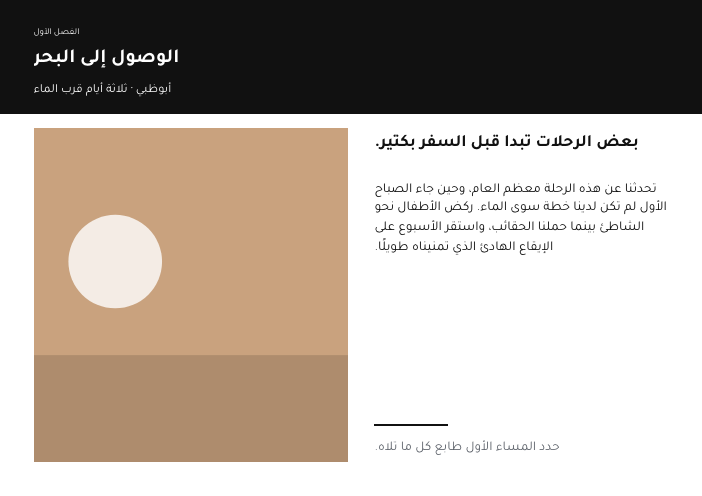 الفصل الأول
الوصول إلى البحر
أبوظبي · ثلاثة أيام قرب الماء
بعض الرحلات تبدا قبل السفر بكتير.
تحدثنا عن هذه الرحلة معظم العام، وحين جاء الصباح
الأول لم تكن لدينا خطة سوى الماء. ركض الأطفال نحو
الشاطئ بينما حملنا الحقائب، واستقر الأسبوع على
الإيقاع الهادئ الذي تمنيناه طويلًا.
حدد المساء الأول طابع كل ما تلاه.